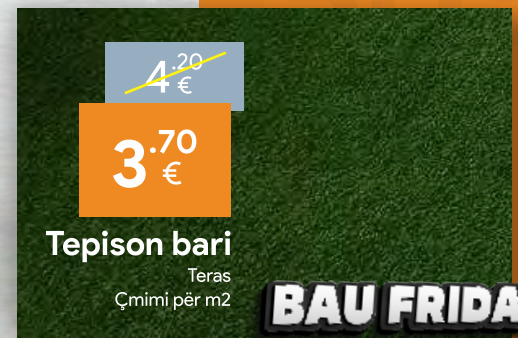 4.20
€
3.70
€
Tepison bari
Teras
Çmimi për m2
BAU FRIDA